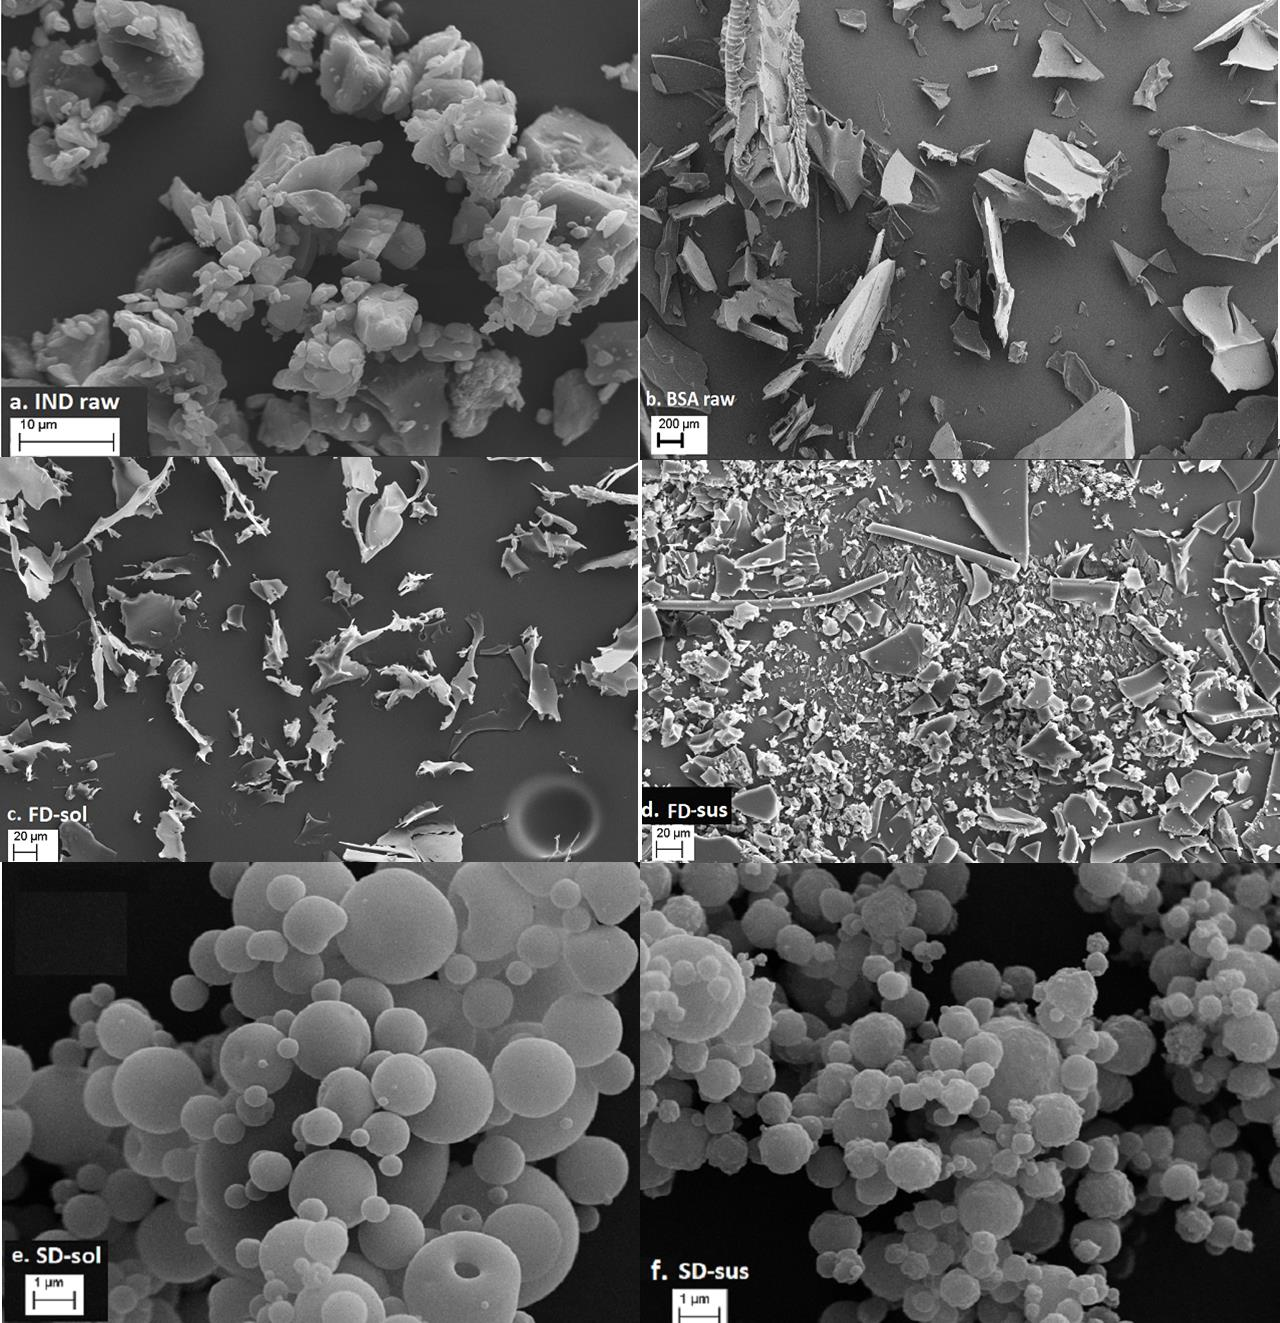 a. IND raw
10 µm
b. BSA raw
200 µm
c. FD-sol
20 µm
d. FD-sus
20 µm
e. SD-sol
1 µm
f. SD-sus
1 µm